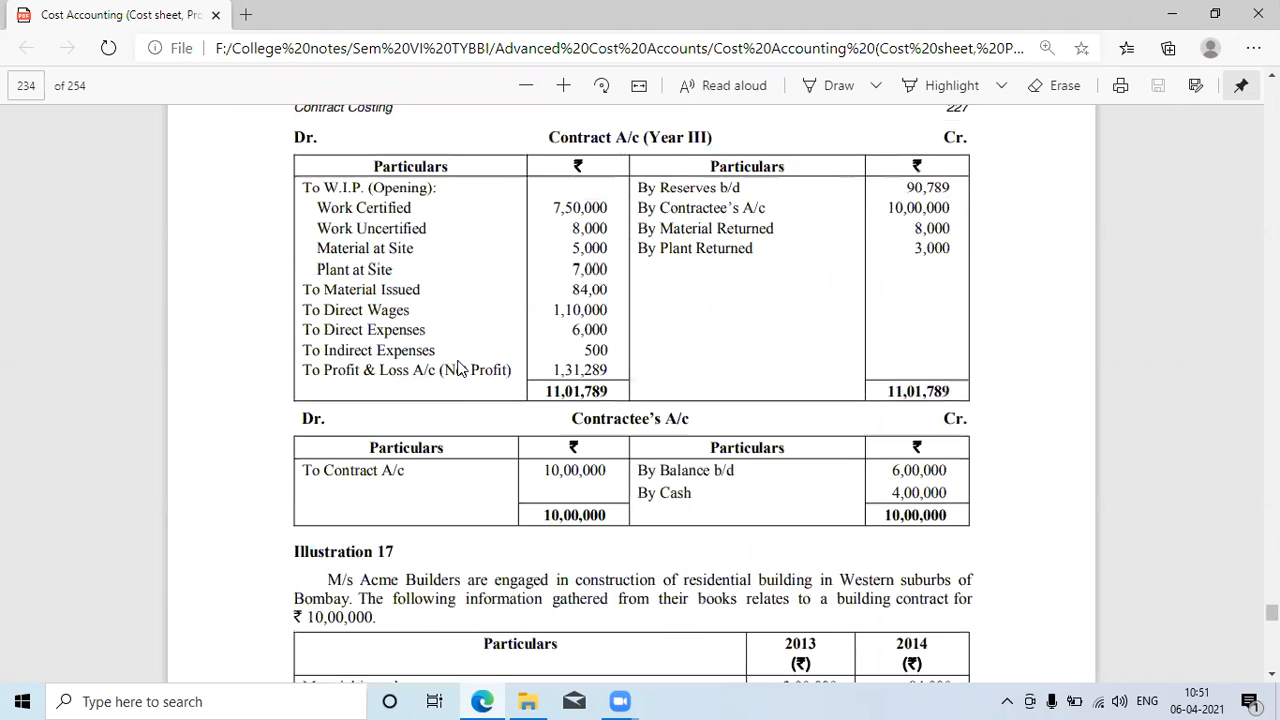 Cost Accounting (Cost sheet, Pro
File F:/College%20notes/Sem%20VI%20TYBBI/Advanced%20Cost%20Accounts/Cost%20Accounting%20(Cost%20sheet,%20P...
234 of 254 Read aloud Draw Highlight Erase
Contract Costing 227
Dr. Contract A/c (Year III) Cr.
Particulars ₹ Particulars ₹
To W.I.P. (Opening): By Reserves b/d 90,789
Work Certified 7,50,000 By Contractee's A/c 10,00,000
Work Uncertified 8,000 By Material Returned 8,000
Material at Site 5,000 By Plant Returned 3,000
Plant at Site 7,000
To Material Issued 84,00
To Direct Wages 1,10,000
To Direct Expenses 6,000
To Indirect Expenses 500
To Profit & Loss A/c (Net Profit) 1,31,289
11,01,789 11,01,789
Dr. Contractee's A/c Cr.
Particulars ₹ Particulars ₹
To Contract A/c 10,00,000 By Balance b/d 6,00,000
By Cash 4,00,000
10,00,000 10,00,000
Illustration 17
M/s Acme Builders are engaged in construction of residential building in Western suburbs of
Bombay. The following information gathered from their books relates to a building contract for
₹ 10,00,000.
Particulars 2013 2014
(₹) (₹)
Type here to search
ENG 10:51
06-04-2021